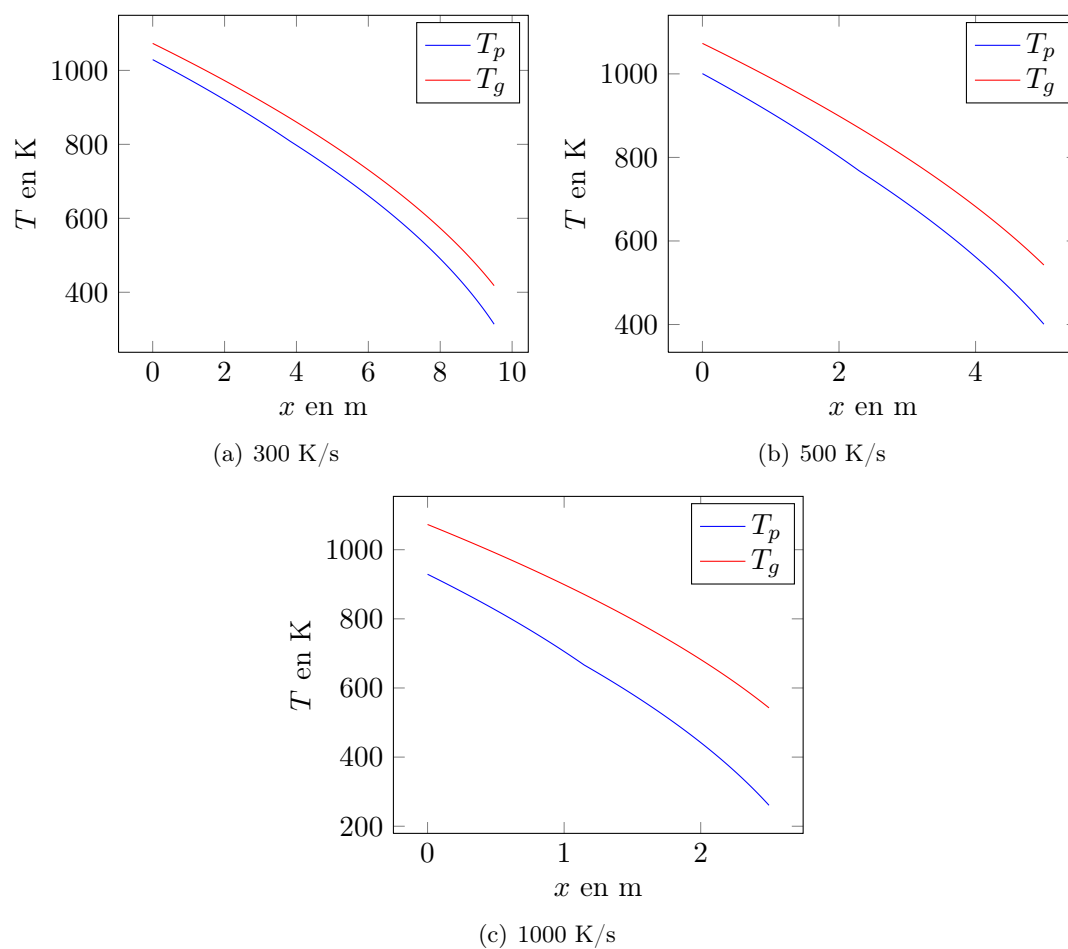 T_p
T_g
1000
800
600
400
T en K
0 2 4 6 8 10
x en m
(a) 300 K/s
T_p
T_g
1000
800
600
400
T en K
0 2 4
x en m
(b) 500 K/s
T_p
T_g
1000
800
600
400
200
T en K
0 1 2
x en m
(c) 1000 K/s